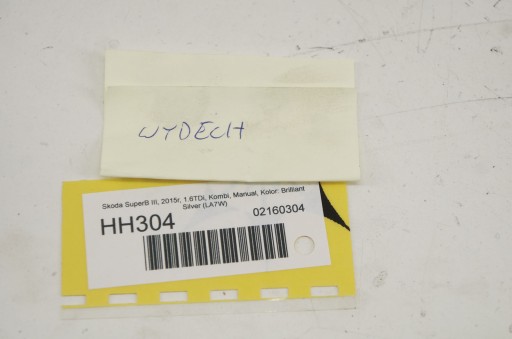 WYDECH
Skoda SuperB III, 2015r, 1.6TDi, Kombi, Manual, Kolor: Brilliant
Silver (LA7W)
HH304
02160304